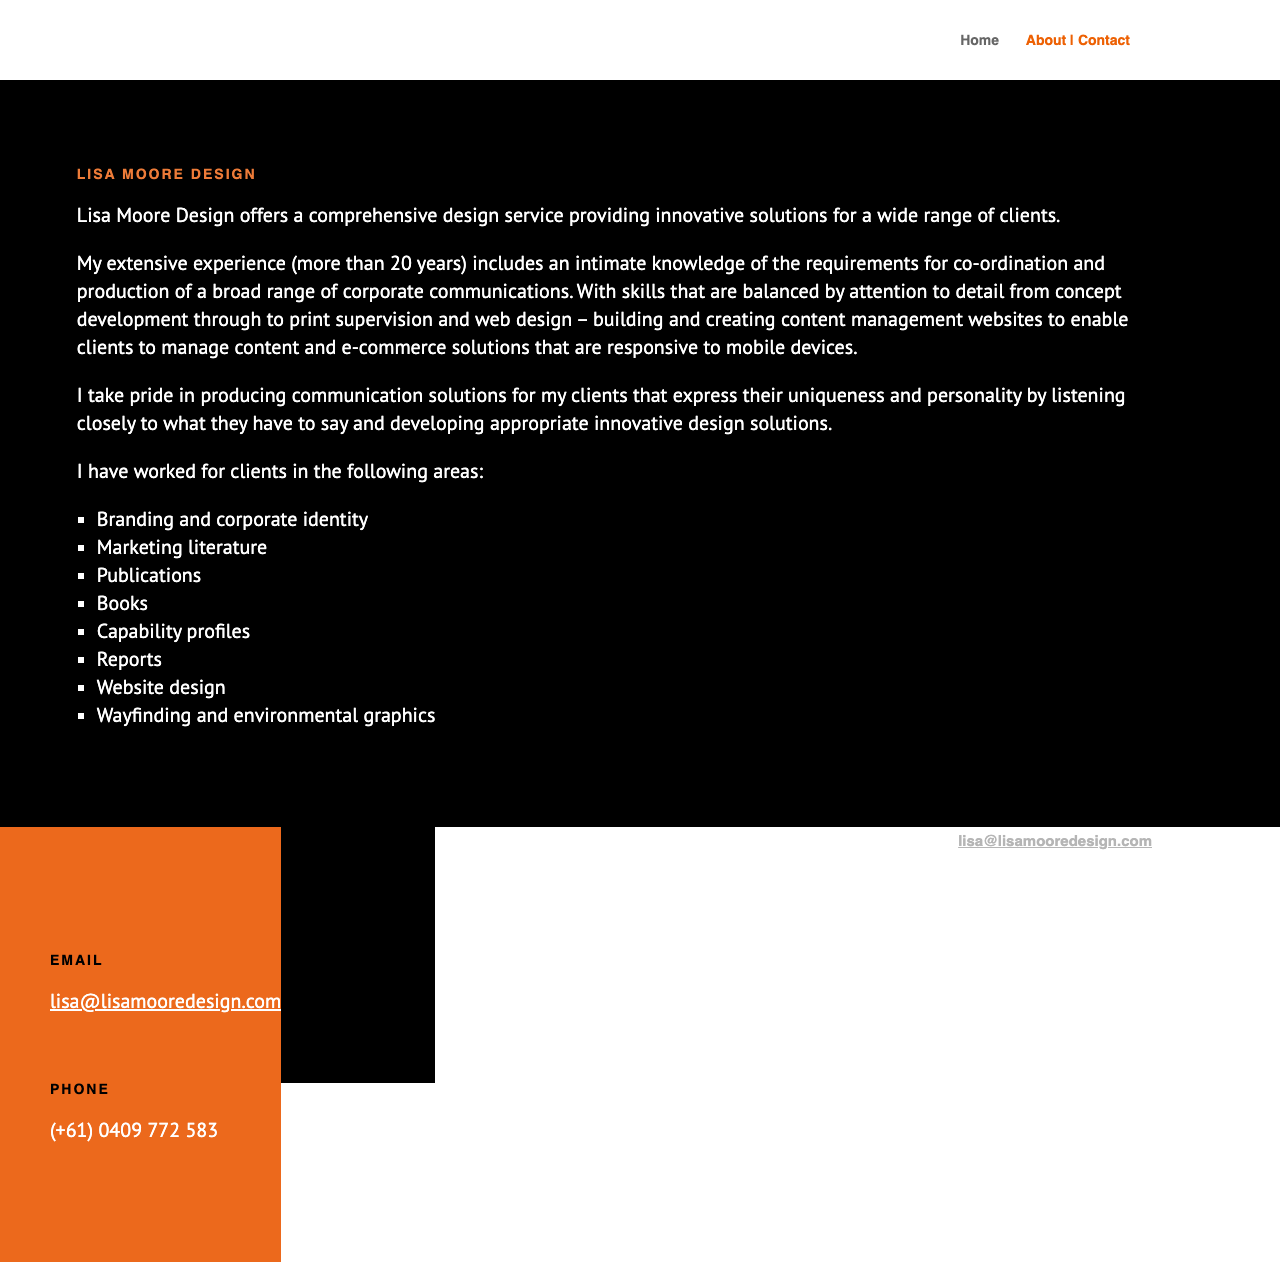 Home About | Contact
LISA MOORE DESIGN
Lisa Moore Design offers a comprehensive design service providing innovative solutions for a wide range of clients.
My extensive experience (more than 20 years) includes an intimate knowledge of the requirements for co-ordination and
production of a broad range of corporate communications. With skills that are balanced by attention to detail from concept
development through to print supervision and web design – building and creating content management websites to enable
clients to manage content and e-commerce solutions that are responsive to mobile devices.
I take pride in producing communication solutions for my clients that express their uniqueness and personality by listening
closely to what they have to say and developing appropriate innovative design solutions.
I have worked for clients in the following areas:
▪ Branding and corporate identity
▪ Marketing literature
▪ Publications
▪ Books
▪ Capability profiles
▪ Reports
▪ Website design
▪ Wayfinding and environmental graphics
lisa@lisamooredesign.com
EMAIL
lisa@lisamooredesign.com
PHONE
(+61) 0409 772 583